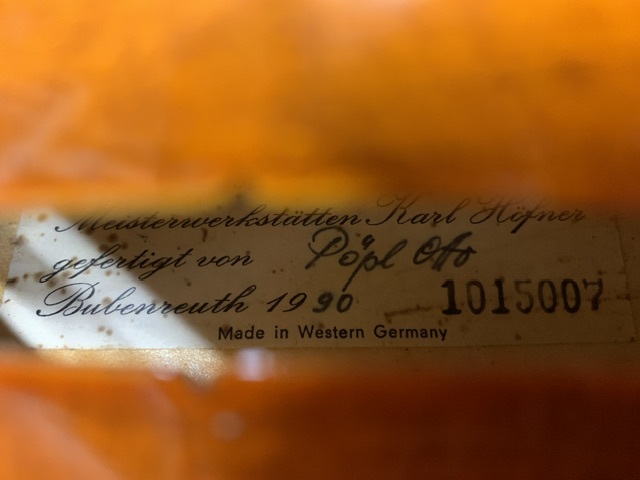 Meisterwerkstätten Karl Höfner
gefertigt von Pöpl Otto
Bubenreuth 1990 1015007
Made in Western Germany